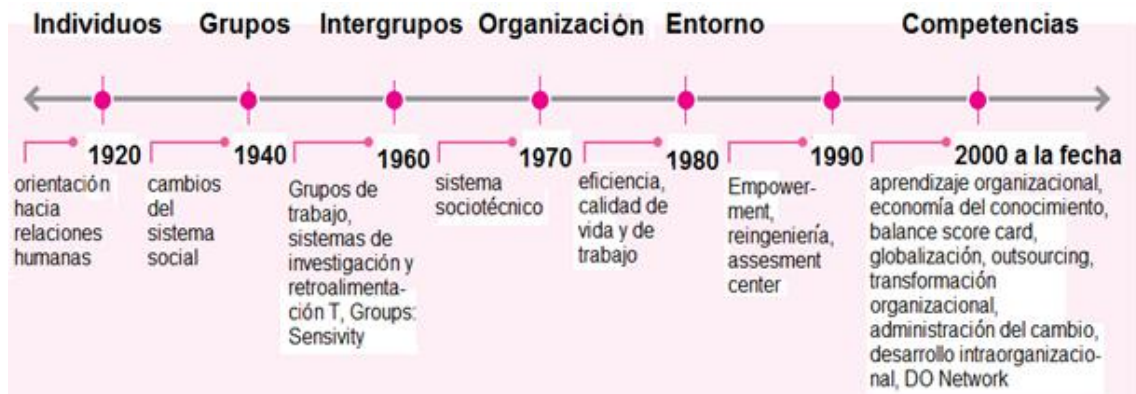 Individuos Grupos Intergrupos Organización Entorno Competencias
1920
orientación
hacia
relaciones
humanas
1940
cambios
del
sistema
social
1960
Grupos de
trabajo,
sistemas de
investigación y
retroalimenta-
ción T, Groups:
Sensivity
1970
sistema
sociotécnico
1980
eficiencia,
calidad de
vida y de
trabajo
1990
Empower-
ment,
reingeniería,
assesment
center
2000 a la fecha
aprendizaje organizacional,
economía del conocimiento,
balance score card,
globalización, outsourcing,
transformación
organizacional,
administración del cambio,
desarrollo intraorganizacio-
nal, DO Network